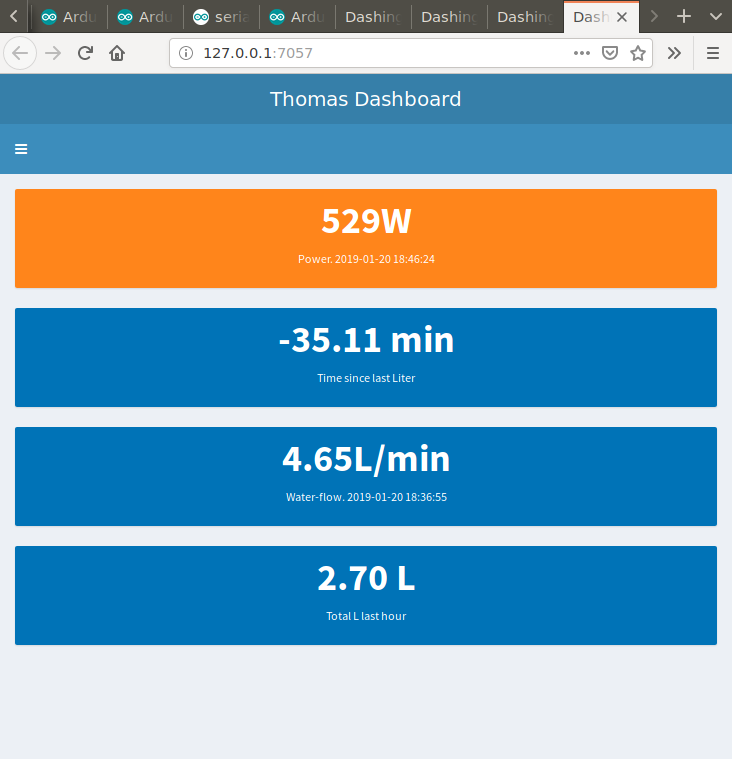 Ardu Ardu seria Ardu Dashing Dashing Dashing Dash
127.0.0.1:7057
Thomas Dashboard
529W
Power. 2019-01-20 18:46:24
-35.11 min
Time since last Liter
4.65L/min
Water-flow. 2019-01-20 18:36:55
2.70 L
Total L last hour